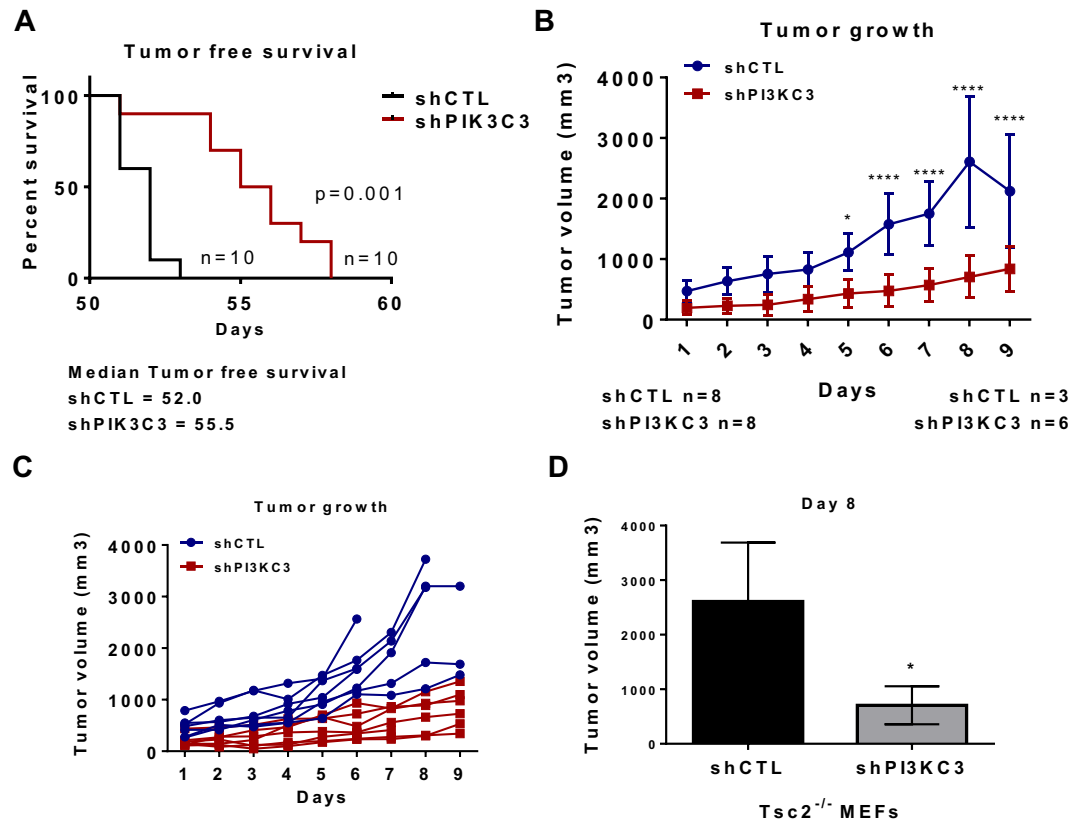 A
Tumor free survival
Percent survival
100
50
0
shCTL
shPIK3C3
p=0.001
n=10
n=10
50
55
60
Days
Median Tumor free survival
shCTL = 52.0
shPIK3C3 = 55.5
B
Tumor growth
Tumor volume (mm3)
shCTL
shPI3KC3
4000
3000
2000
1000
0
*
****
****
****
****
1
2
3
4
5
6
7
8
9
Days
shCTL n=8
shPI3KC3 n=8
shCTL n=3
shPI3KC3 n=6
C
Tumor growth
Tumor volume (mm3)
shCTL
shPI3KC3
4000
3000
2000
1000
0
1
2
3
4
5
6
7
8
9
Days
D
Day 8
Tumor volume (mm3)
4000
3000
2000
1000
0
*
shCTL
shPI3KC3
Tsc2-/- MEFs